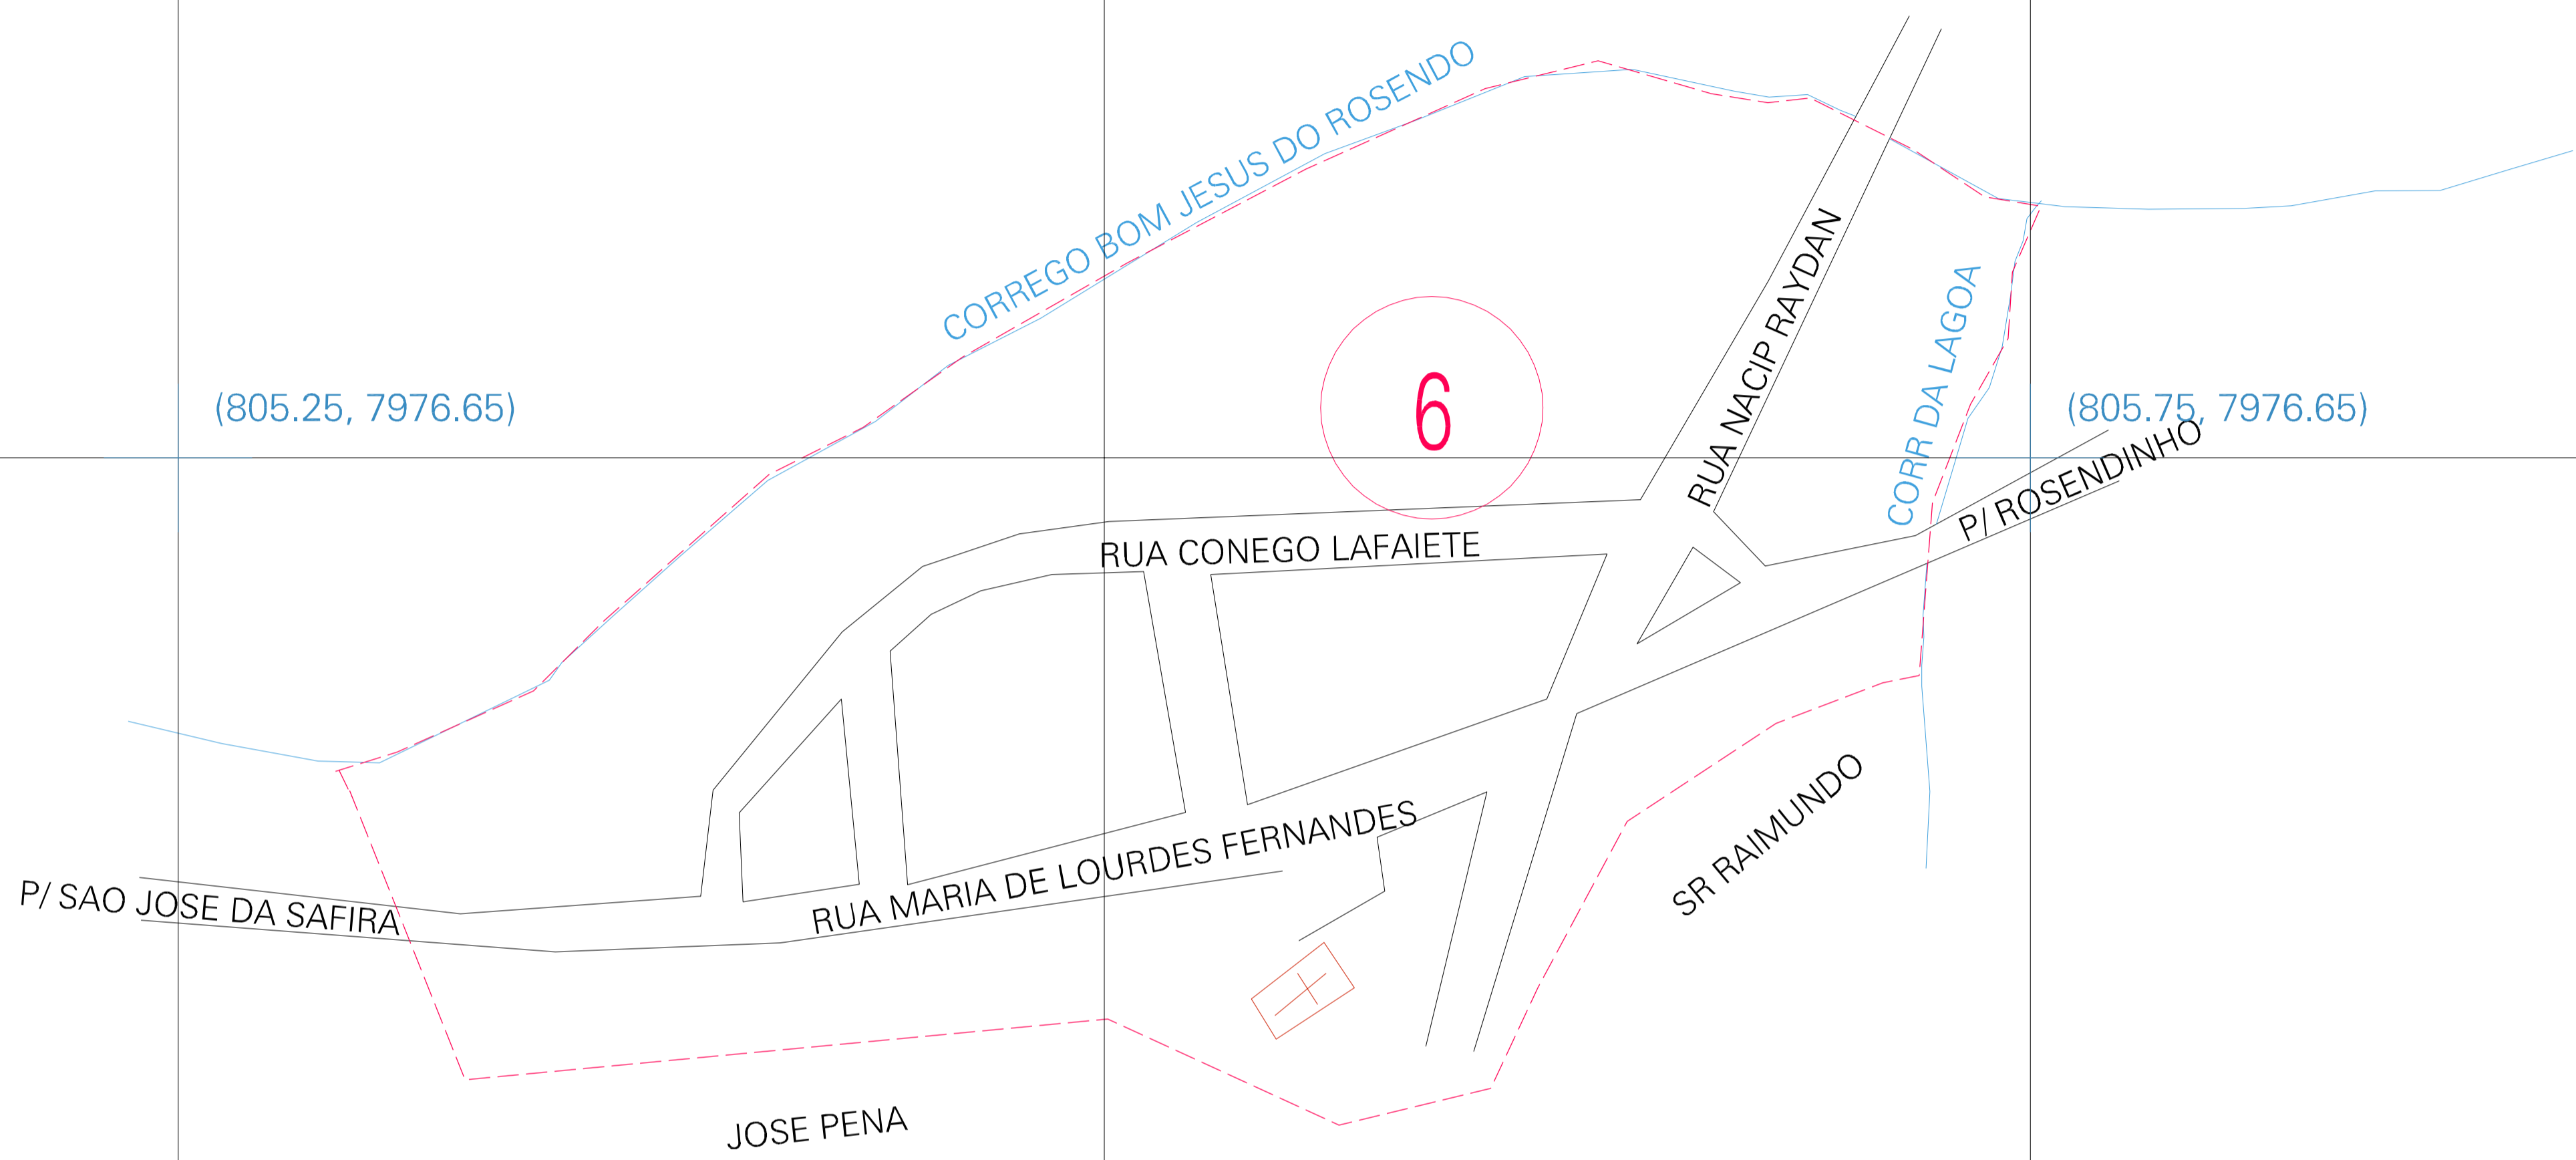 CORREGO BOM JESUS DO ROSENDO
RUA NACIP RAYDAN
CORR DA LAGOA
(805.25, 7976.65)
6
(805.75, 7976.65)
P/ ROSENDINHO
RUA CONEGO LAFAIETE
RUA MARIA DE LOURDES FERNANDES
SR RAIMUNDO
P/ SAO JOSE DA SAFIRA
JOSE PENA